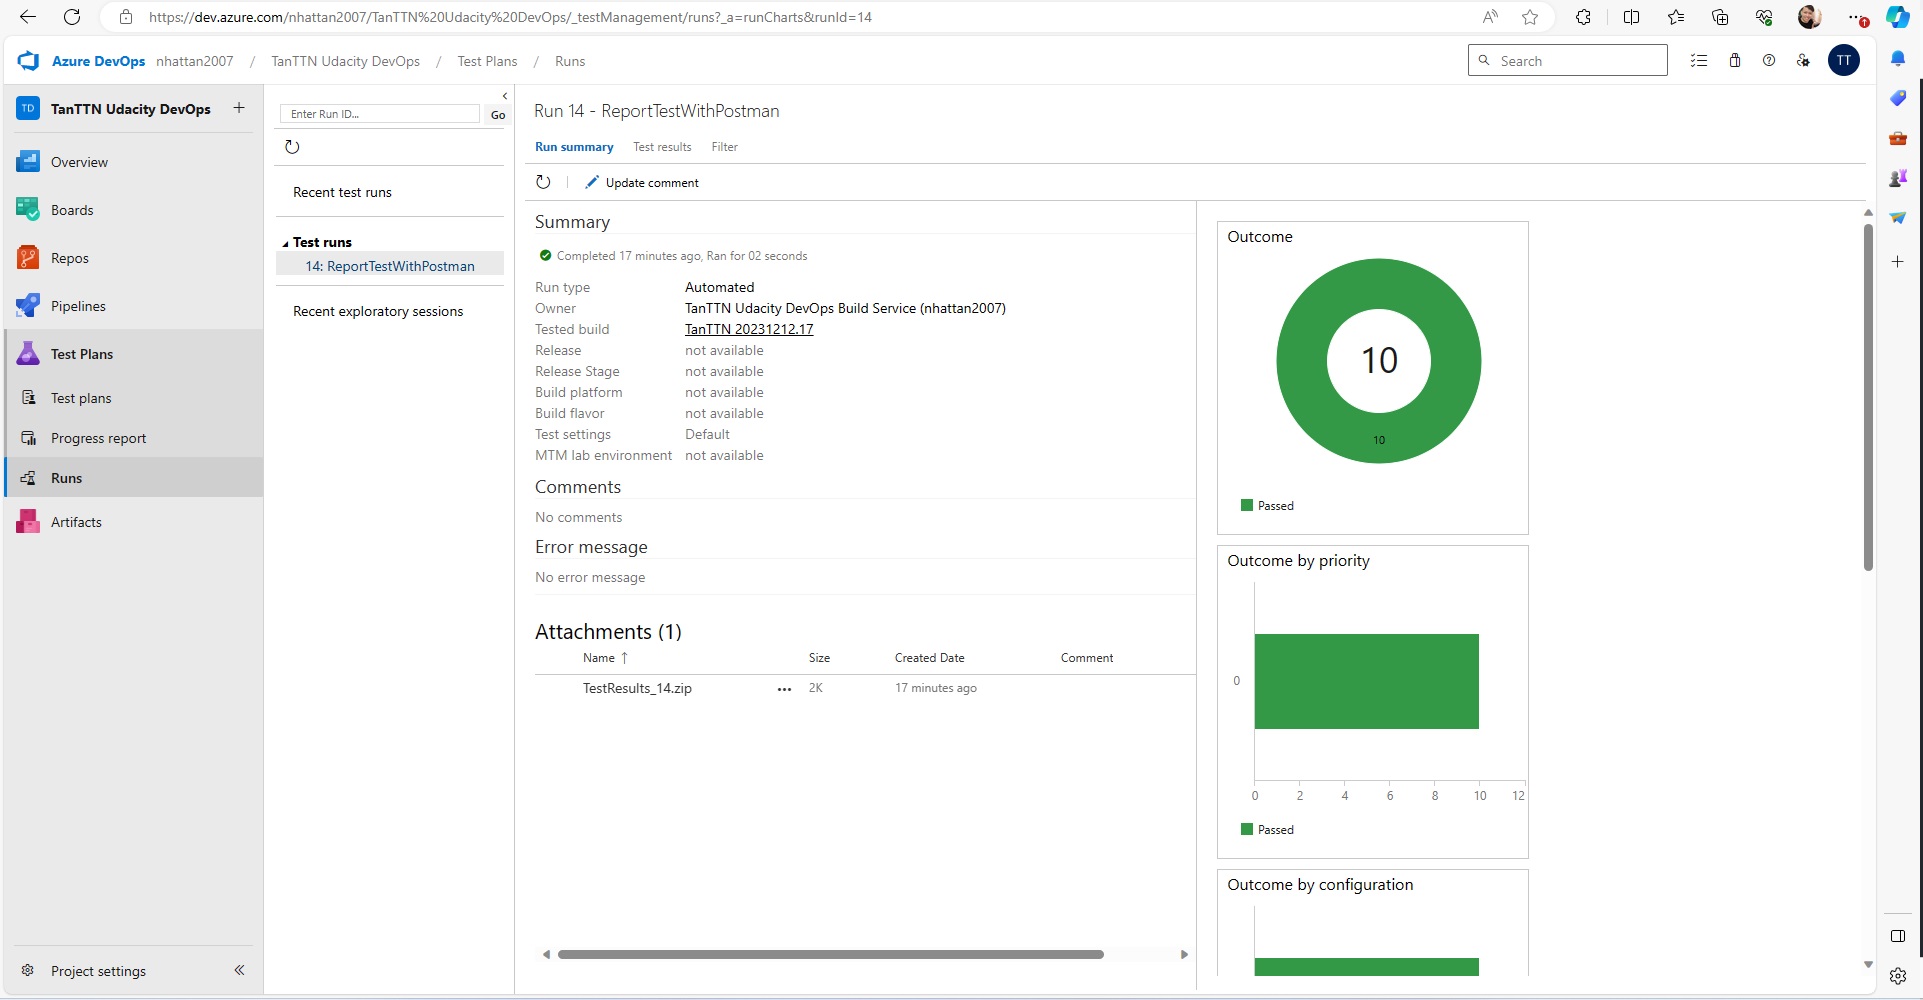 https://dev.azure.com/nhattan2007/TanTTN%20Udacity%20DevOps/_testManagement/runs?_a=runCharts&runId=14
Azure DevOps nhattan2007 / TanTTN Udacity DevOps / Test Plans / Runs
Search
TT
TD TanTTN Udacity DevOps
Overview
Boards
Repos
Pipelines
Test Plans
Test plans
Progress report
Runs
Artifacts
Project settings
Enter Run ID...
Go
Recent test runs
Test runs
14: ReportTestWithPostman
Recent exploratory sessions
Run 14 - ReportTestWithPostman
Run summary Test results Filter
Update comment
Summary
Completed 17 minutes ago, Ran for 02 seconds
Run type Automated
Owner TanTTN Udacity DevOps Build Service (nhattan2007)
Tested build TanTTN 20231212.17
Release not available
Release Stage not available
Build platform not available
Build flavor not available
Test settings Default
MTM lab environment not available
Comments
No comments
Error message
No error message
Attachments (1)
Name ↑ Size Created Date Comment
TestResults_14.zip ... 2K 17 minutes ago
Outcome
10
10
Passed
Outcome by priority
0
0 2 4 6 8 10 12
Passed
Outcome by configuration